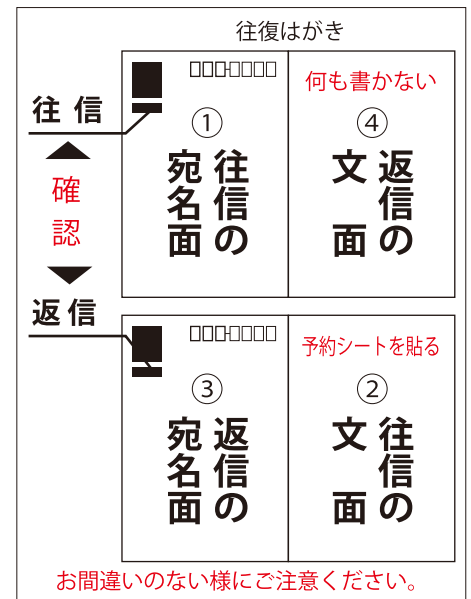 往復はがき
往信
確認
返信
①
往信の
宛名面
何も書かない
④
返信の
文面
③
返信の
宛名面
予約シートを貼る
②
往信の
文面
お間違いのない様にご注意ください。